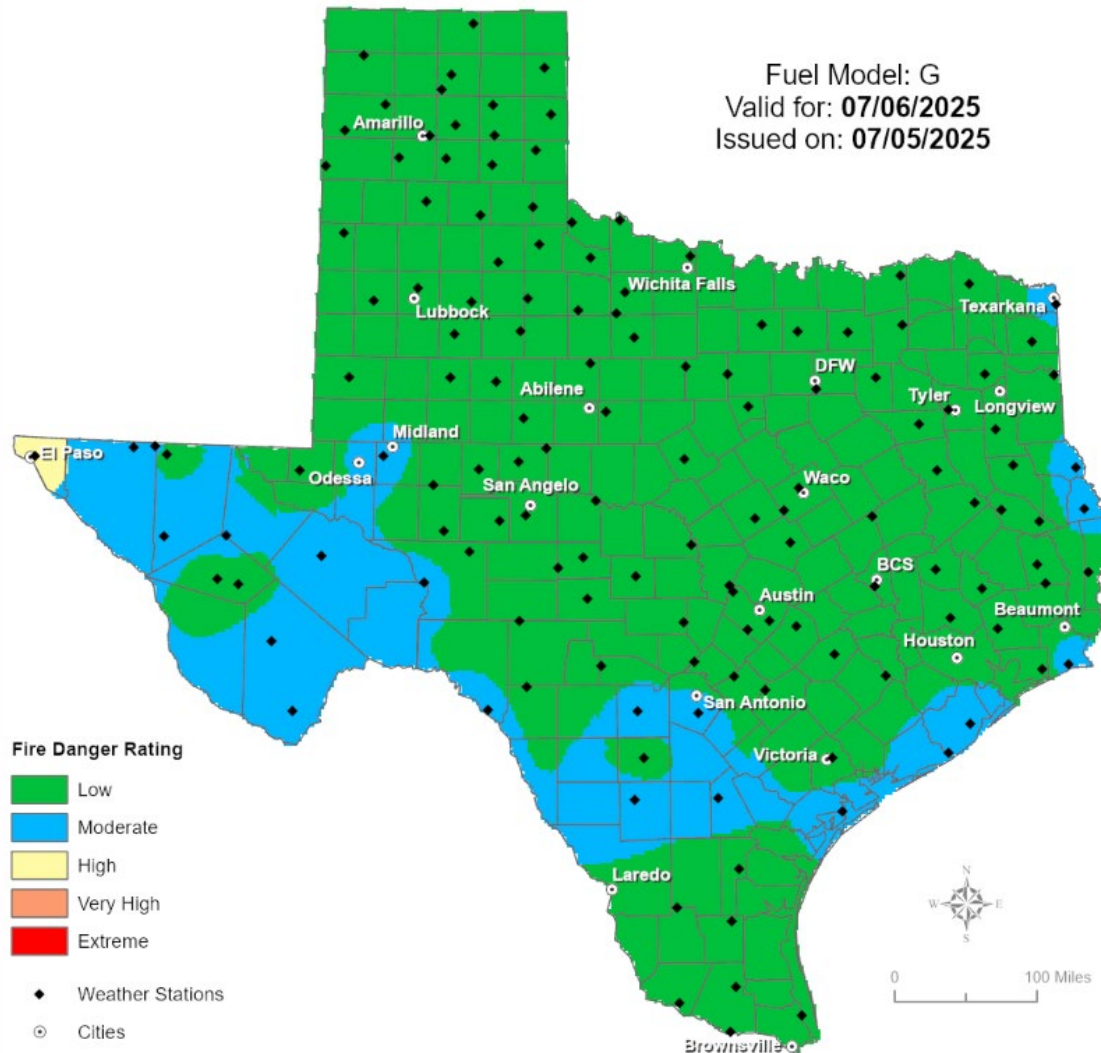 Fuel Model: G
Valid for: 07/06/2025
Issued on: 07/05/2025
Amarillo
Wichita Falls
Lubbock
Texarkana
DFW
Abilene
Tyler
Longview
Midland
El Paso
Odessa
San Angelo
Waco
BCS
Austin
Beaumont
Houston
San Antonio
Victoria
Fire Danger Rating
Low
Moderate
High
Laredo
Very High
N
W E
S
Extreme
0 100 Miles
Weather Stations
Cities
Brownsville